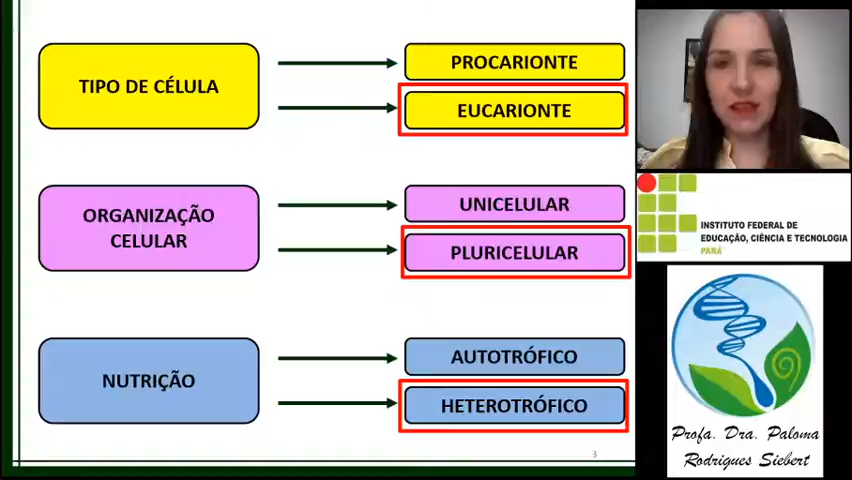 TIPO DE CÉLULA
PROCARIONTE
EUCARIONTE
ORGANIZAÇÃO
CELULAR
UNICELULAR
PLURICELULAR
NUTRIÇÃO
AUTOTRÓFICO
HETEROTRÓFICO
3
INSTITUTO FEDERAL DE
EDUCAÇÃO, CIÊNCIA E TECNOLOGIA
PARÁ
Profa. Dra. Paloma
Rodrigues Siebert